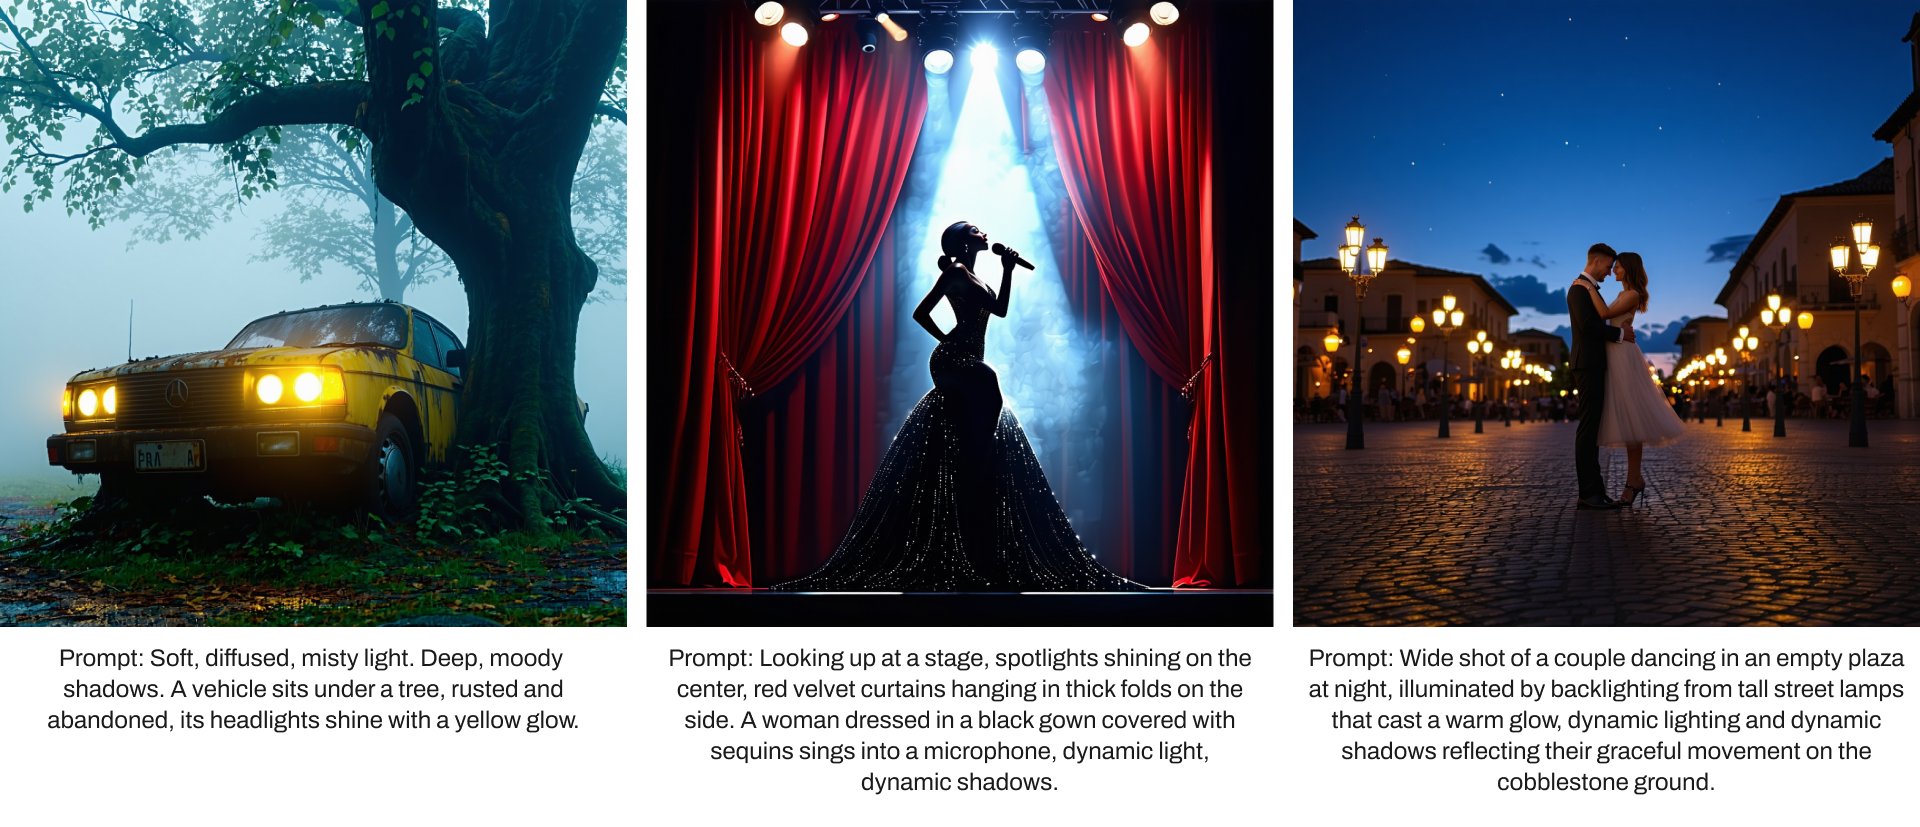 PRA A
Prompt: Soft, diffused, misty light. Deep, moody
shadows. A vehicle sits under a tree, rusted and
abandoned, its headlights shine with a yellow glow.
Prompt: Looking up at a stage, spotlights shining on the
center, red velvet curtains hanging in thick folds on the
side. A woman dressed in a black gown covered with
sequins sings into a microphone, dynamic light,
dynamic shadows.
Prompt: Wide shot of a couple dancing in an empty plaza
at night, illuminated by backlighting from tall street lamps
that cast a warm glow, dynamic lighting and dynamic
shadows reflecting their graceful movement on the
cobblestone ground.